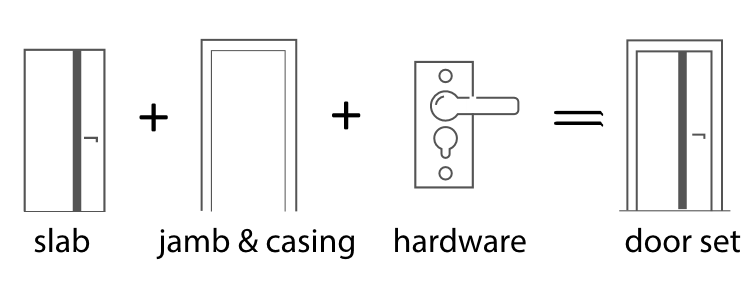 slab + jamb & casing + hardware = door set